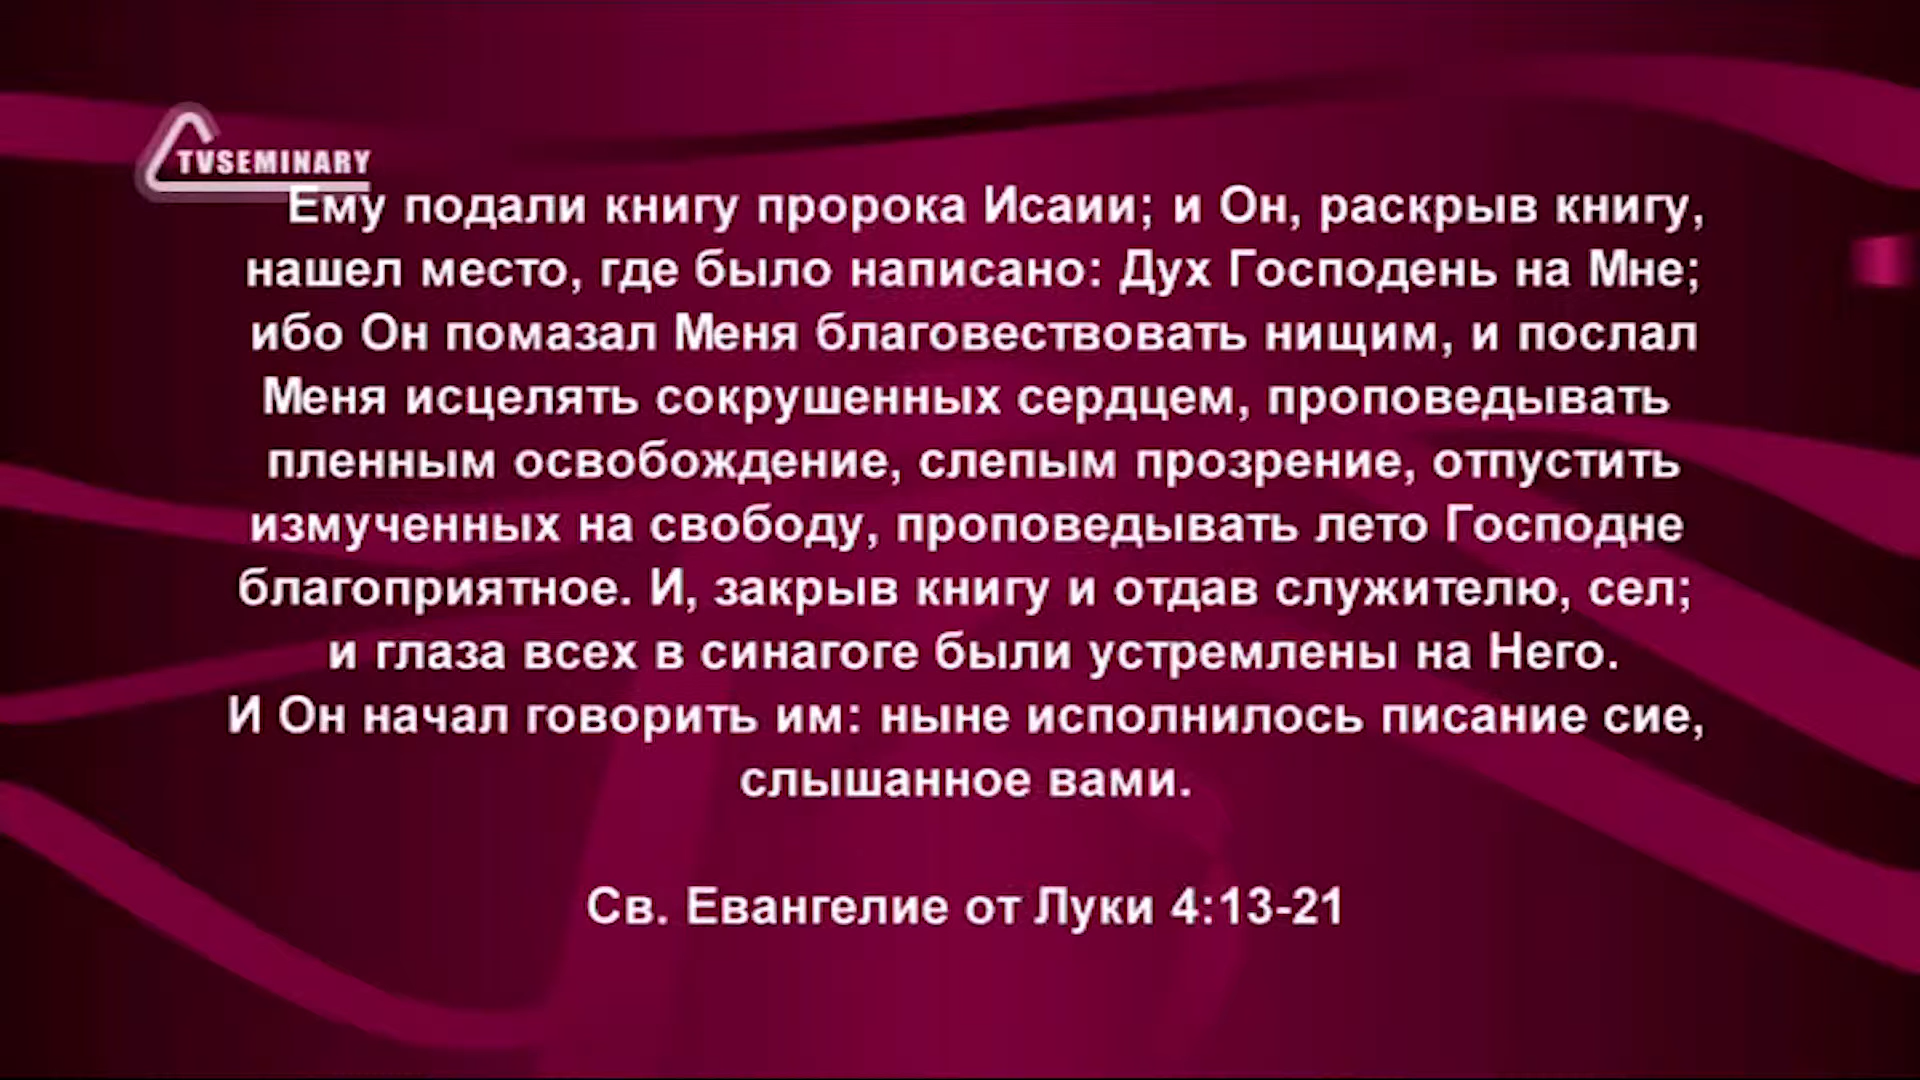 TVSEMINARY
Ему подали книгу пророка Исаии; и Он, раскрыв книгу,
нашел место, где было написано: Дух Господень на Мне;
ибо Он помазал Меня благовествовать нищим, и послал
Меня исцелять сокрушенных сердцем, проповедывать
пленным освобождение, слепым прозрение, отпустить
измученных на свободу, проповедывать лето Господне
благоприятное. И, закрыв книгу и отдав служителю, сел;
и глаза всех в синагоге были устремлены на Него.
И Он начал говорить им: ныне исполнилось писание сие,
слышанное вами.
Св. Евангелие от Луки 4:13-21